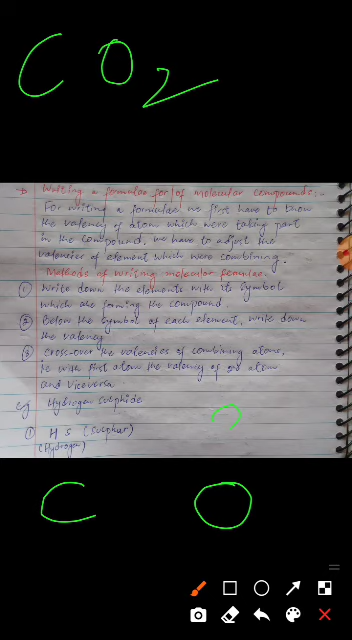 CO2
Writing a formulae for/of molecular compounds:-
For writing a formulae we first have to know
the valency of atom which were taking part
in the compound, we have to adjust the
valencies of element which were combining.
Methods of writing molecular formulae
① Write down the elements with its symbol
which are forming the compound
② Below the symbol of each element, write down
the valency
③ Cross-over the valencies of combining atoms,
ie with first atom the valency of atom
and viceversa
eg Hydrogen sulphide
① H S (Sulphur)
(Hydrogen)
C O